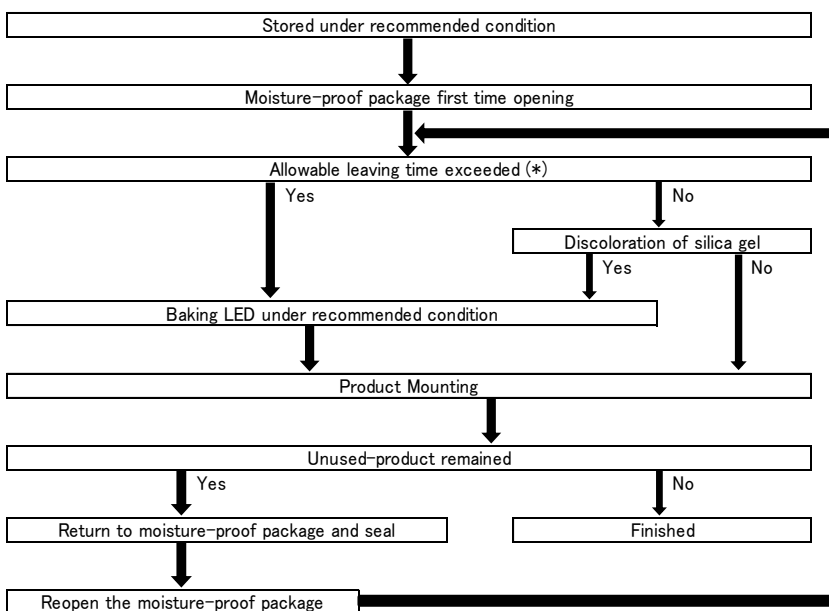 Stored under recommended condition
Moisture-proof package first time opening
Allowable leaving time exceeded (*)
Yes
No
Discoloration of silica gel
Yes
No
Baking LED under recommended condition
Product Mounting
Unused-product remained
Yes
No
Return to moisture-proof package and seal
Finished
Reopen the moisture-proof package